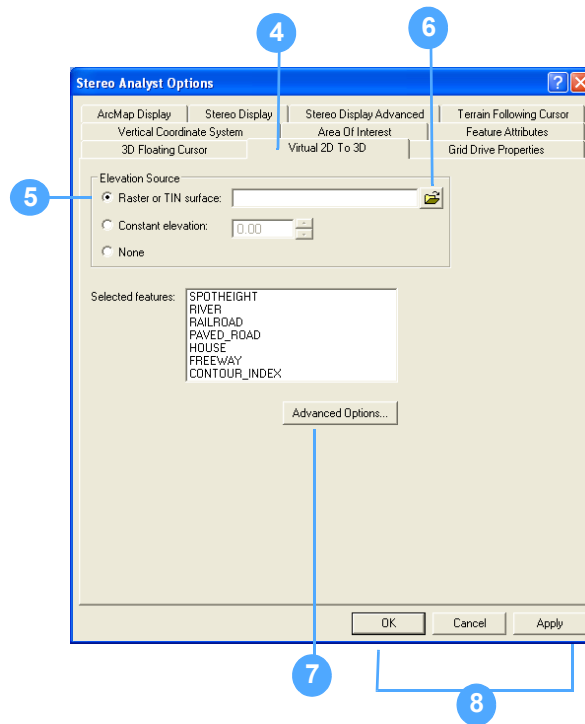 4
6
Stereo Analyst Options
ArcMap Display
Stereo Display
Stereo Display Advanced
Terrain Following Cursor
Vertical Coordinate System
Area Of Interest
Feature Attributes
3D Floating Cursor
Virtual 2D To 3D
Grid Drive Properties
Elevation Source
5
Raster or TIN surface:
Constant elevation:
0.00
None
Selected features:
SPOTHEIGHT
RIVER
RAILROAD
PAVED_ROAD
HOUSE
FREEWAY
CONTOUR_INDEX
Advanced Options...
OK
Cancel
Apply
7
8